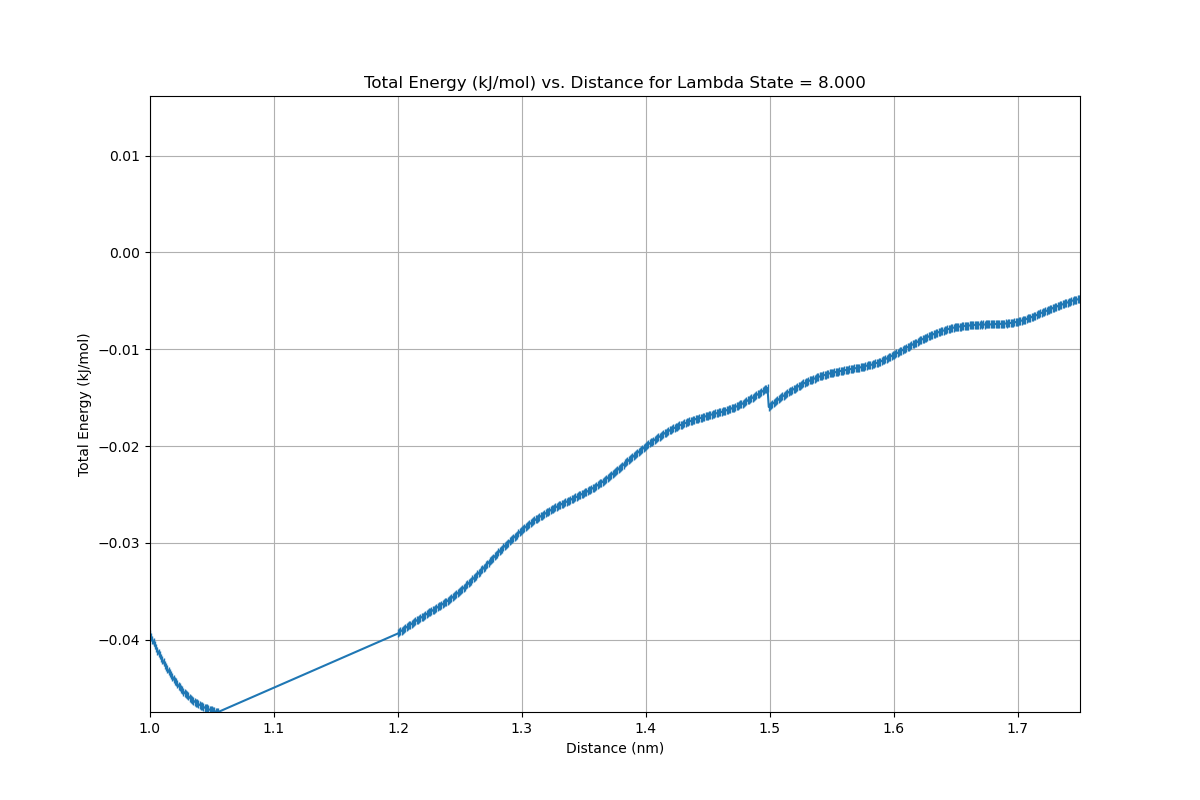 Total Energy (kJ/mol) vs. Distance for Lambda State = 8.000
Total Energy (kJ/mol)
0.01
0.00
−0.01
−0.02
−0.03
−0.04
1.0 1.1 1.2 1.3 1.4 1.5 1.6 1.7
Distance (nm)